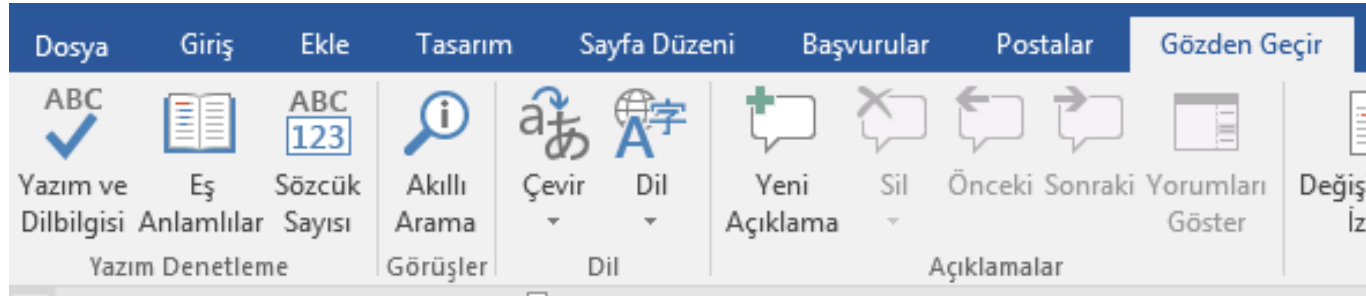 Dosya Giriş Ekle Tasarım Sayfa Düzeni Başvurular Postalar Gözden Geçir
ABC ABC
123
Yazım ve Eş Sözcük Akıllı Çevir Dil Yeni Sil Önceki Sonraki Yorumları
Dilbilgisi Anlamlılar Sayısı Arama Açıklama Göster
Yazım Denetleme Görüşler Dil Açıklamalar